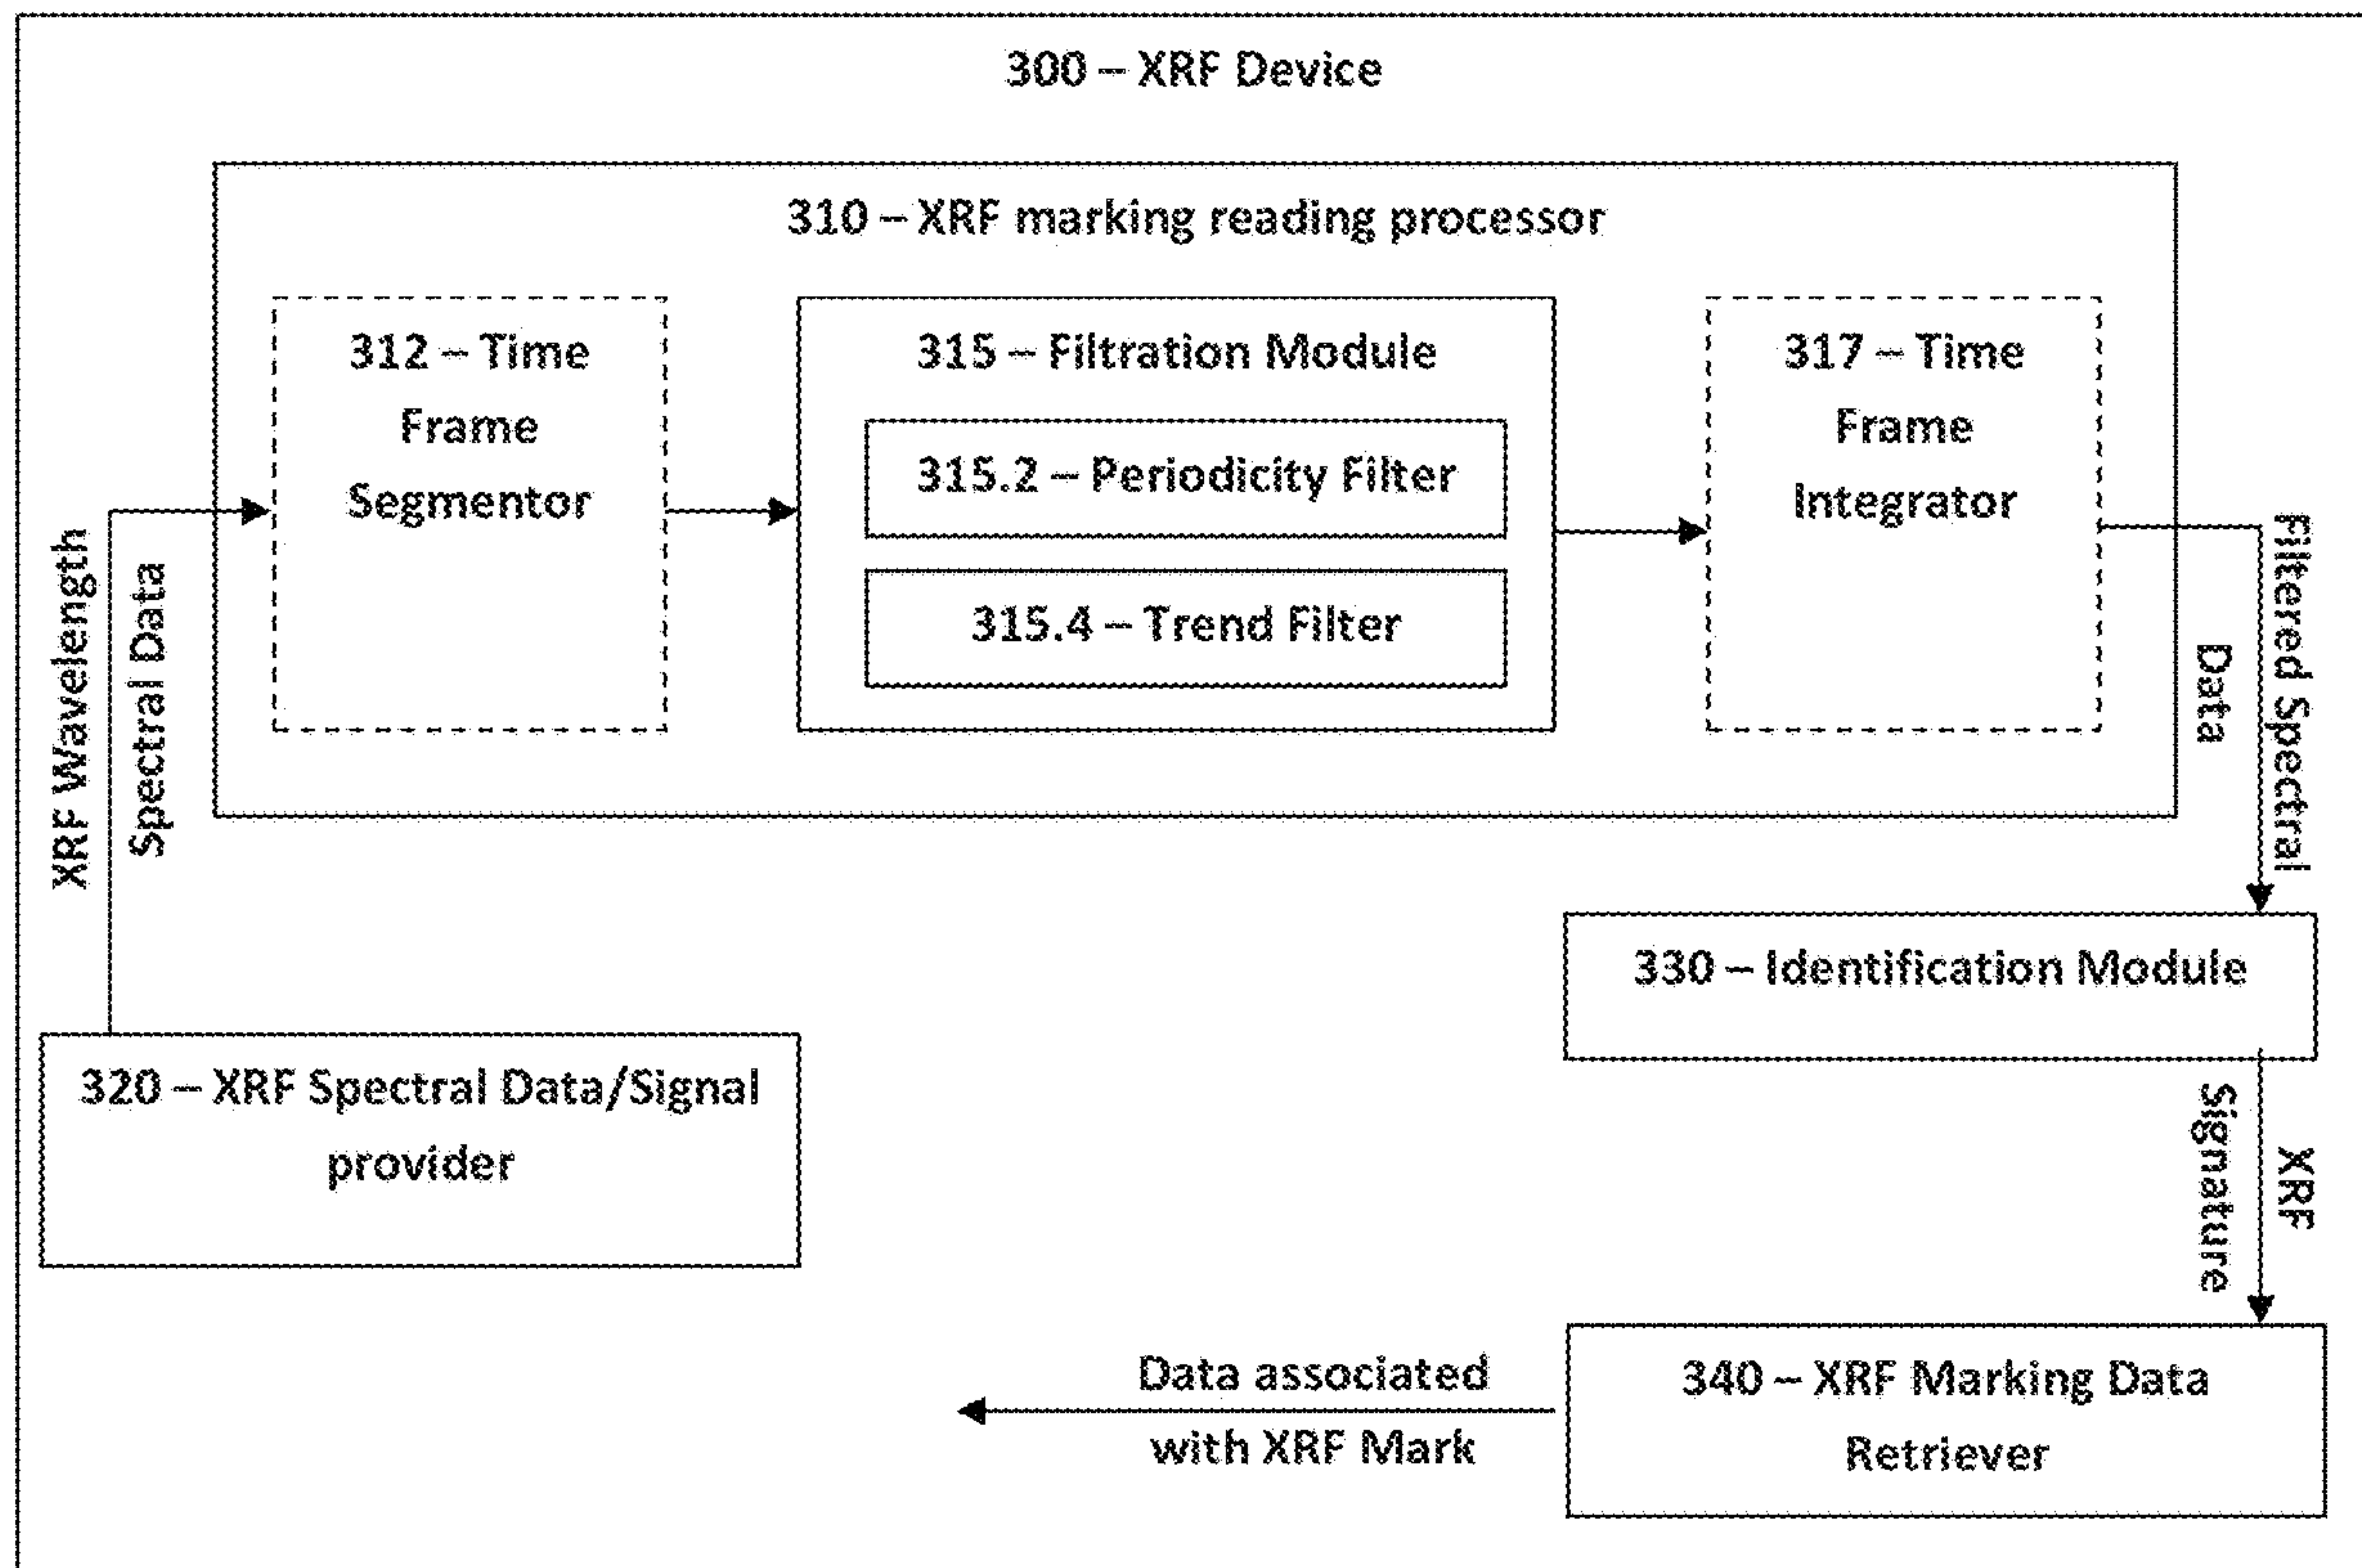 300 – XRF Device
310 – XRF marking reading processor
312 – Time
Frame
Segmentor
315 – Filtration Module
315.2 – Periodicity Filter
315.4 – Trend Filter
317 – Time
Frame
Integrator
XRF Wavelength
Spectral Data
Filtered Spectral
Data
330 – Identification Module
320 – XRF Spectral Data/Signal
provider
XRF
Signature
340 – XRF Marking Data
Retriever
Data associated
with XRF Mark